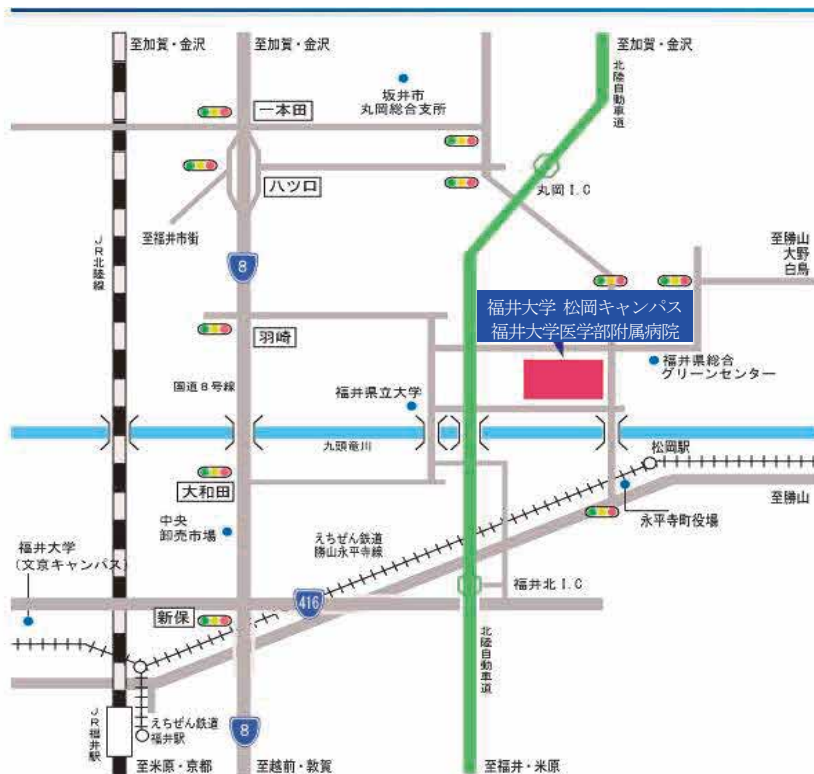 至加賀・金沢
至加賀・金沢
至加賀・金沢
北陸自動車道
坂井市
丸岡総合支所
一本田
丸岡 I.C
八ツ口
至福井市街
JR北陸線
至勝山
大野
白鳥
8
福井大学 松岡キャンパス
福井大学医学部附属病院
羽崎
福井県総合
グリーンセンター
国道8号線
福井県立大学
九頭竜川
松岡駅
大和田
至勝山
中央
卸売市場
永平寺町役場
えちぜん鉄道
勝山永平寺線
福井大学
(文京キャンパス)
福井北 I.C
416
新保
北陸自動車道
JR福井駅
えちぜん鉄道
福井駅
8
至米原・京都
至越前・敦賀
至福井・米原